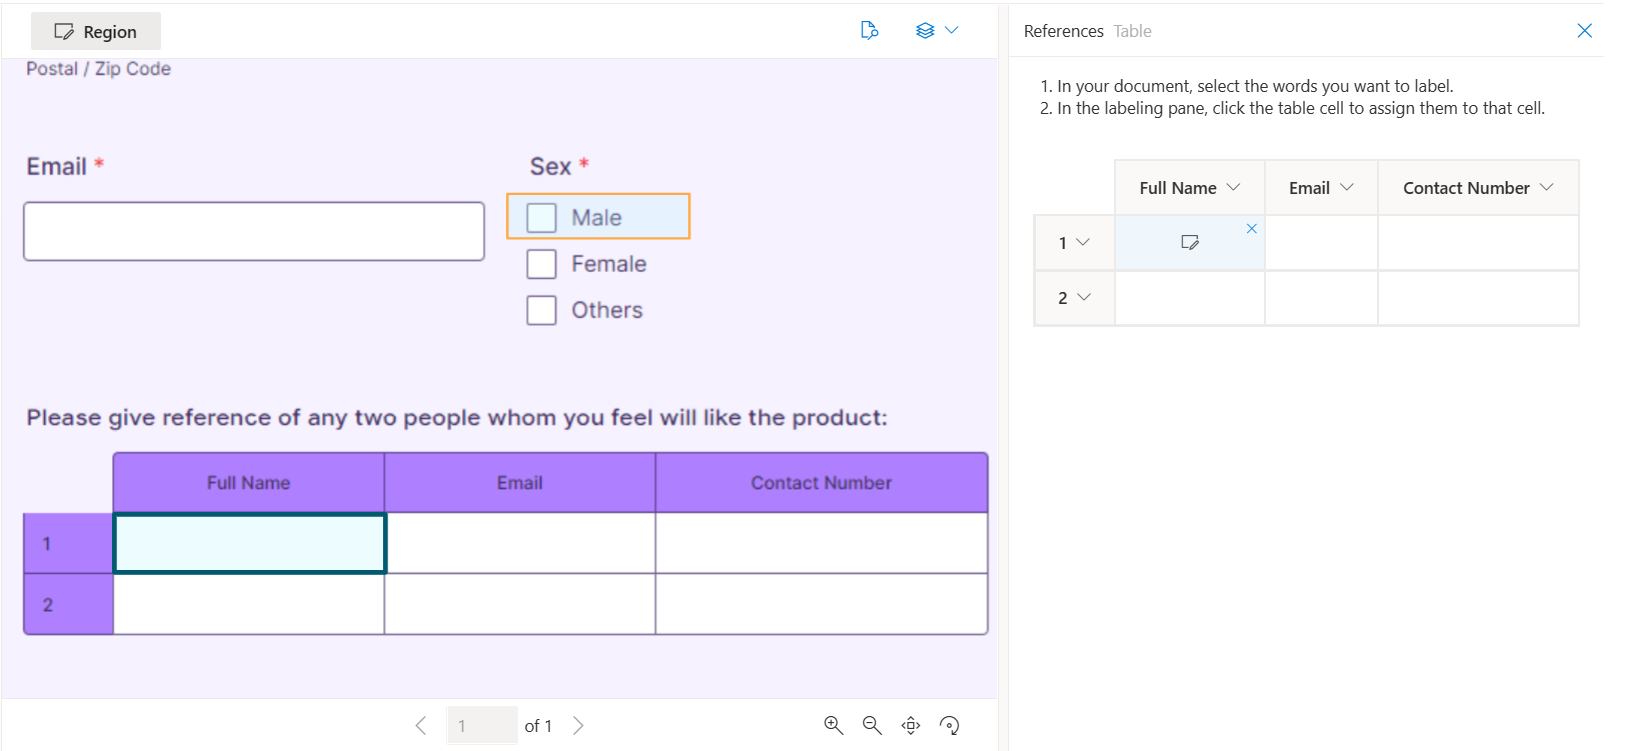 Region
Postal / Zip Code
Email *
Sex *
Male
Female
Others
Please give reference of any two people whom you feel will like the product:
Full Name Email Contact Number
1
2
1 of 1
References Table
1. In your document, select the words you want to label.
2. In the labeling pane, click the table cell to assign them to that cell.
Full Name Email Contact Number
1
2